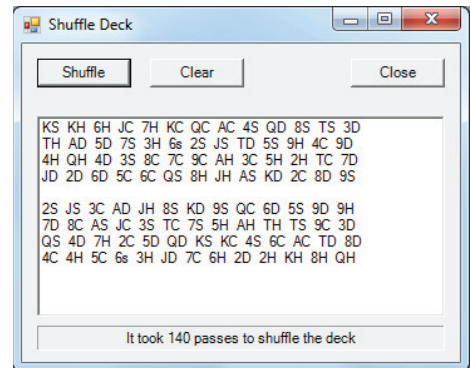 Shuffle Deck
Shuffle Clear Close
KS KH 6H JC 7H KC QC AC 4S QD 8S TS 3D
TH AD 5D 7S 3H 6s 2S JS TD 5S 9H 4C 9D
4H QH 4D 3S 8C 7C 9C AH 3C 5H 2H TC 7D
JD 2D 6D 5C 6C QS 8H JH AS KD 2C 8D 9S
2S JS 3C AD JH 8S KD 9S QC 6D 5S 9D 9H
7D 8C AS JC 3S TC 7S 5H AH TH TS 9C 3D
QS 4D 7H 2C 5D QD KS KC 4S 6C AC TD 8D
4C 4H 5C 6s 3H JD 7C 6H 2D 2H KH 8H QH
It took 140 passes to shuffle the deck